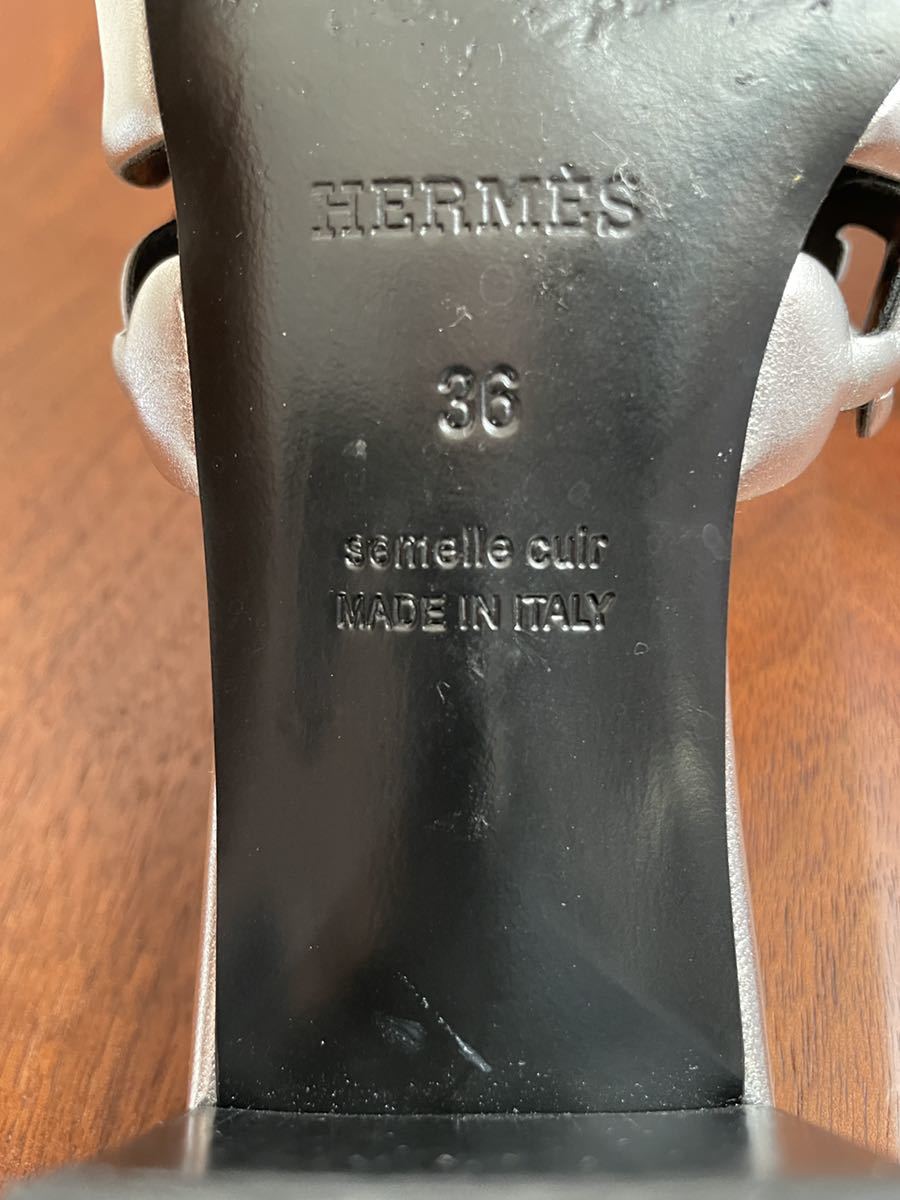 HERMÈS
36
semelle cuir
MADE IN ITALY